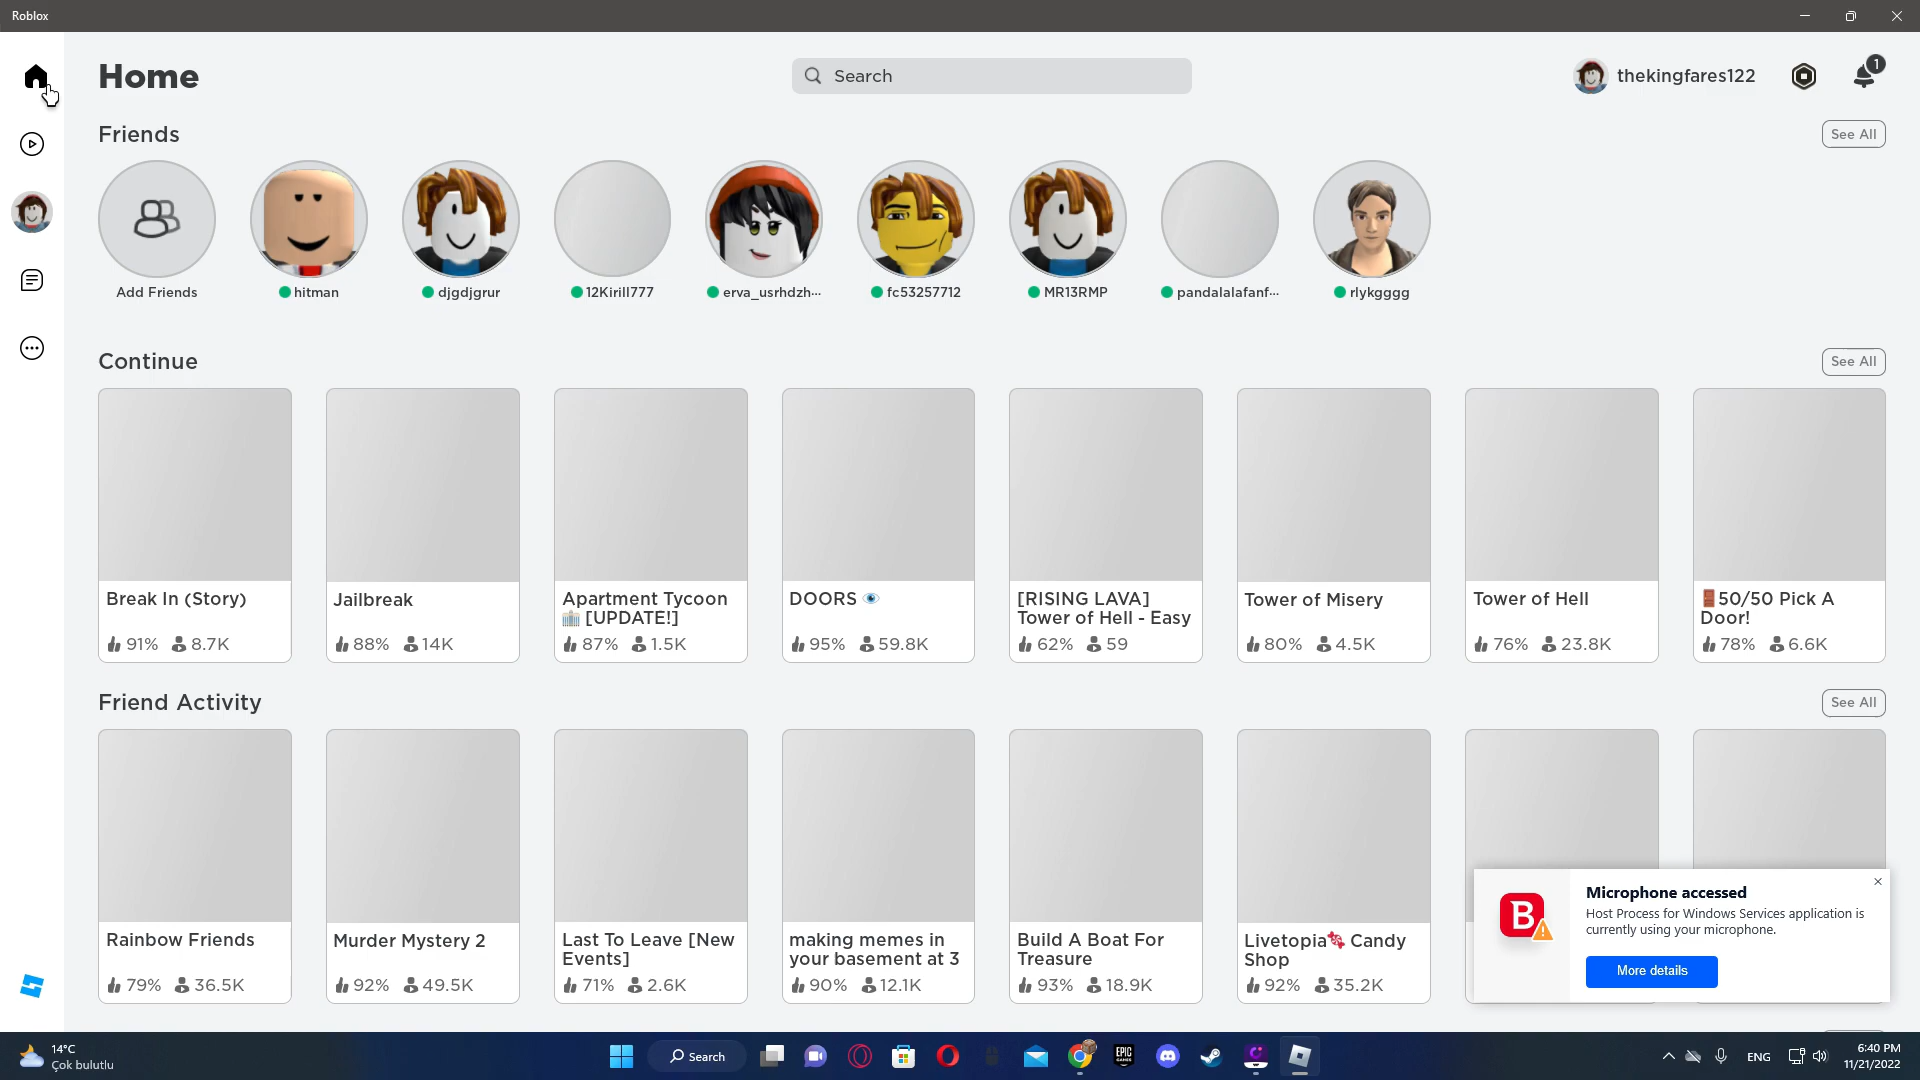 Roblox
Home
Search
thekingfares122
1
Friends
See All
Add Friends
hitman
djgdjgrur
12Kirill777
erva_usrhdzh...
fc53257712
MR13RMP
pandalalafanf...
rlykgggg
Continue
See All
Break In (Story)
91% 8.7K
Jailbreak
88% 14K
Apartment Tycoon
🏨 [UPDATE!]
87% 1.5K
DOORS 👁️
95% 59.8K
[RISING LAVA]
Tower of Hell - Easy
62% 59
Tower of Misery
80% 4.5K
Tower of Hell
76% 23.8K
🚪50/50 Pick A
Door!
78% 6.6K
Friend Activity
See All
Rainbow Friends
79% 36.5K
Murder Mystery 2
92% 49.5K
Last To Leave [New
Events]
71% 2.6K
making memes in
your basement at 3
90% 12.1K
Build A Boat For
Treasure
93% 18.9K
Livetopia🍬 Candy
Shop
92% 35.2K
B
Microphone accessed
Host Process for Windows Services application is
currently using your microphone.
More details
14°C
Çok bulutlu
Search
EPIC
GAMES
ENG
6:40 PM
11/21/2022